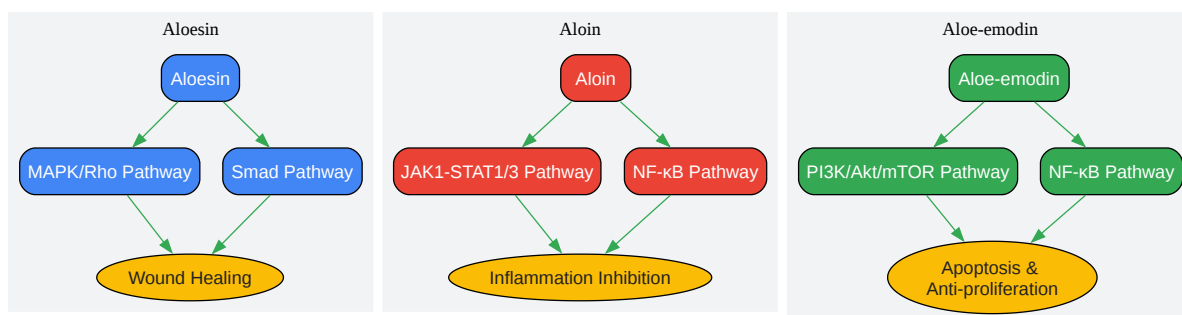 Aloesin
Aloin
Aloe-emodin
Aloesin
Aloin
Aloe-emodin
MAPK/Rho Pathway
Smad Pathway
JAK1-STAT1/3 Pathway
NF-κB Pathway
PI3K/Akt/mTOR Pathway
NF-κB Pathway
Wound Healing
Inflammation Inhibition
Apoptosis &
Anti-proliferation